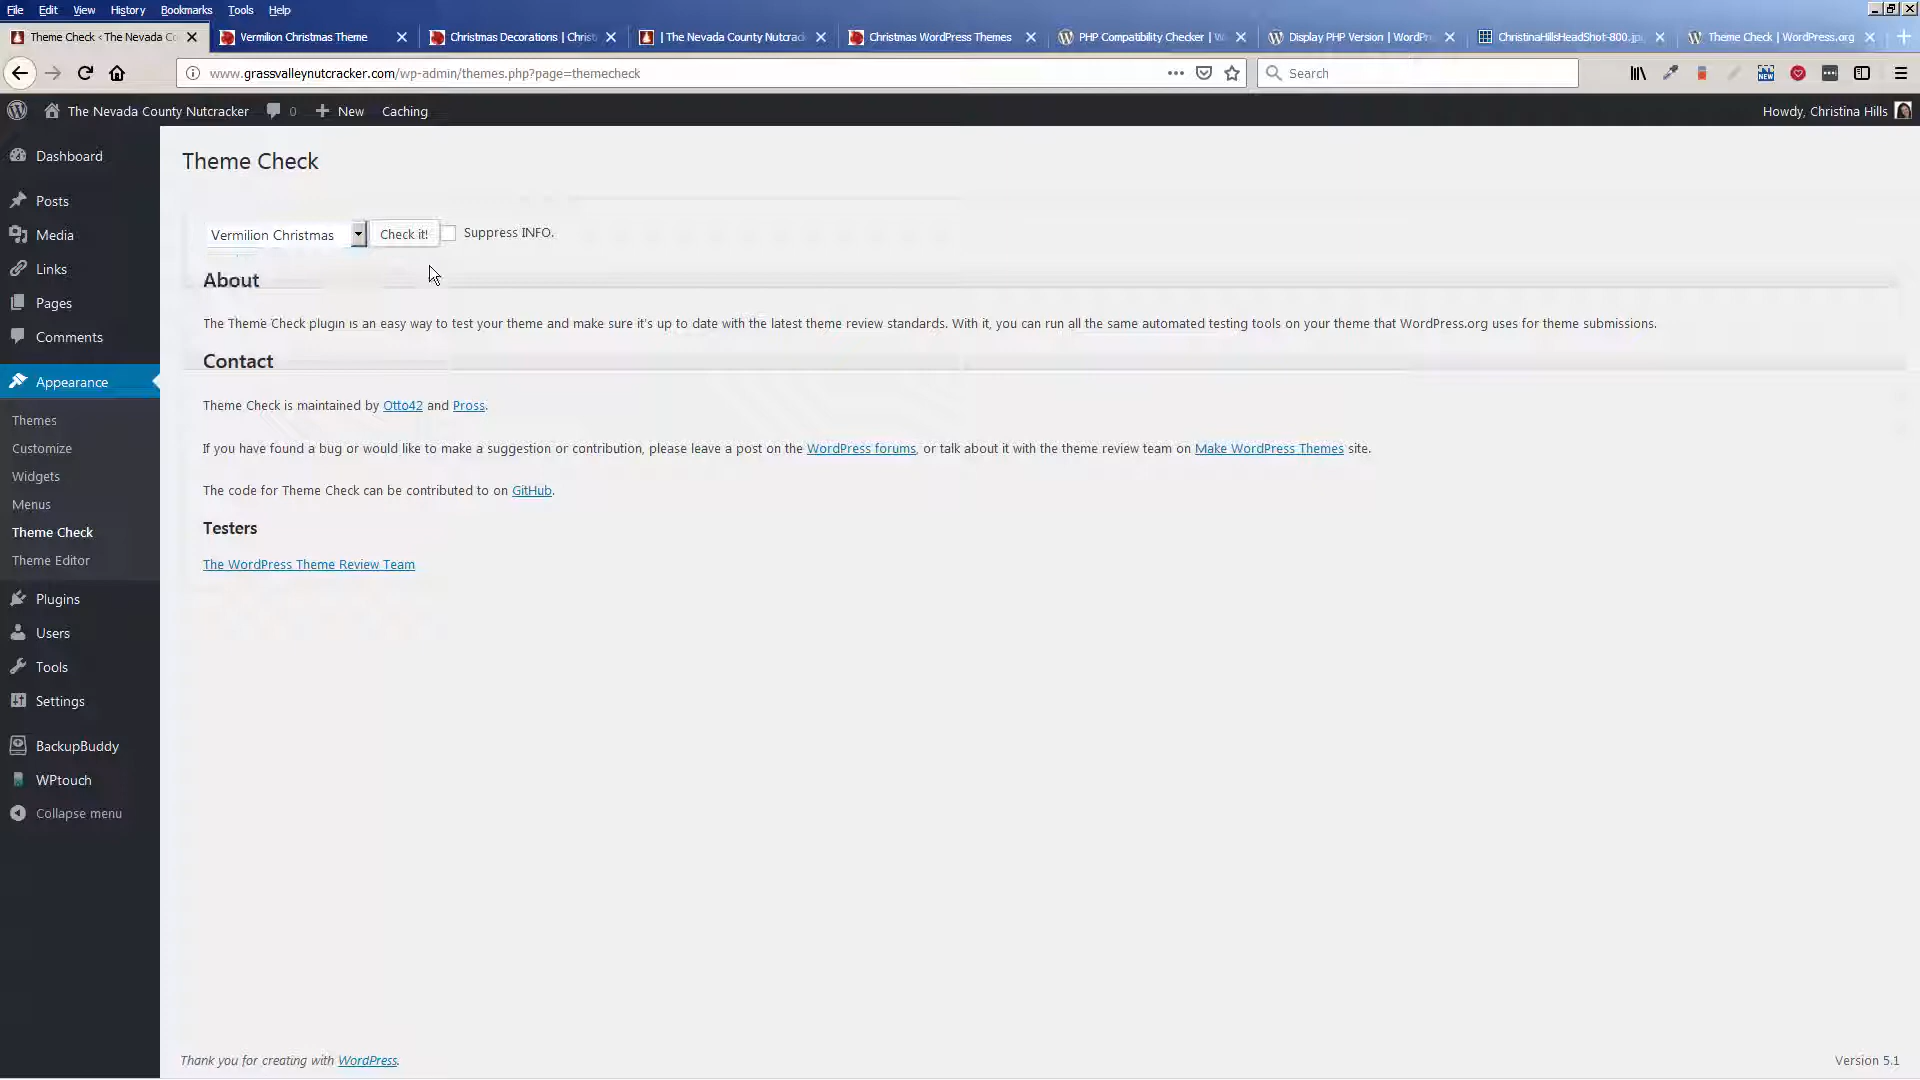 File Edit View History Bookmarks Tools Help
Theme Check ‹ The Nevada Co
Vermilion Christmas Theme
Christmas Decorations | Christ
| The Nevada County Nutcrac
Christmas WordPress Themes
PHP Compatibility Checker | W
Display PHP Version | WordPr
ChristinaHillsHeadShot-800.jp
Theme Check | WordPress.org
www.grassvalleynutcracker.com/wp-admin/themes.php?page=themecheck
Search
NEW
The Nevada County Nutcracker 0 New Caching
Howdy, Christina Hills
Dashboard
Posts
Media
Links
Pages
Comments
Appearance
Themes
Customize
Widgets
Menus
Theme Check
Theme Editor
Plugins
Users
Tools
Settings
BackupBuddy
WPtouch
Collapse menu
Theme Check
Vermilion Christmas Check it! Suppress INFO.
About
The Theme Check plugin is an easy way to test your theme and make sure it's up to date with the latest theme review standards. With it, you can run all the same automated testing tools on your theme that WordPress.org uses for theme submissions.
Contact
Theme Check is maintained by Otto42 and Pross.
If you have found a bug or would like to make a suggestion or contribution, please leave a post on the WordPress forums, or talk about it with the theme review team on Make WordPress Themes site.
The code for Theme Check can be contributed to on GitHub.
Testers
The WordPress Theme Review Team
Thank you for creating with WordPress.
Version 5.1